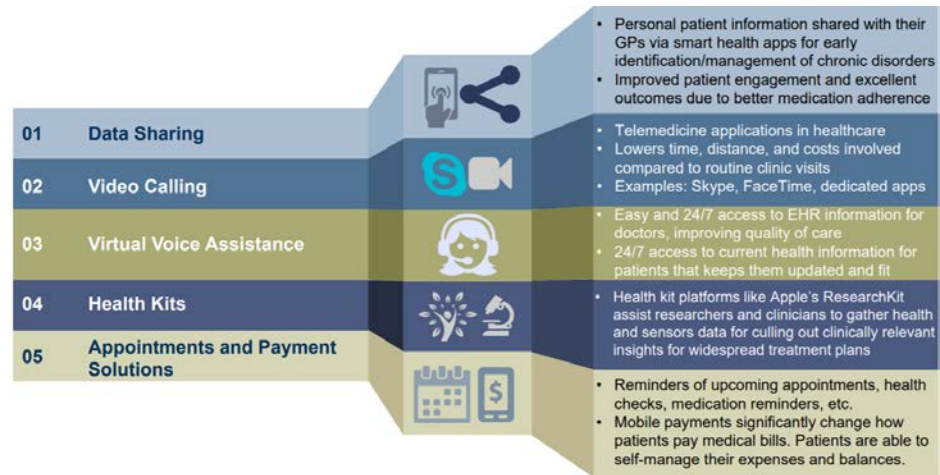 01 Data Sharing
• Personal patient information shared with their
GPs via smart health apps for early
identification/management of chronic disorders
• Improved patient engagement and excellent
outcomes due to better medication adherence
02 Video Calling
• Telemedicine applications in healthcare
• Lowers time, distance, and costs involved
compared to routine clinic visits
• Examples: Skype, FaceTime, dedicated apps
03 Virtual Voice Assistance
• Easy and 24/7 access to EHR information for
doctors, improving quality of care
• 24/7 access to current health information for
patients that keeps them updated and fit
04 Health Kits
• Health kit platforms like Apple's ResearchKit
assist researchers and clinicians to gather health
and sensors data for culling out clinically relevant
insights for widespread treatment plans
05 Appointments and Payment
Solutions
• Reminders of upcoming appointments, health
checks, medication reminders, etc.
• Mobile payments significantly change how
patients pay medical bills. Patients are able to
self-manage their expenses and balances.